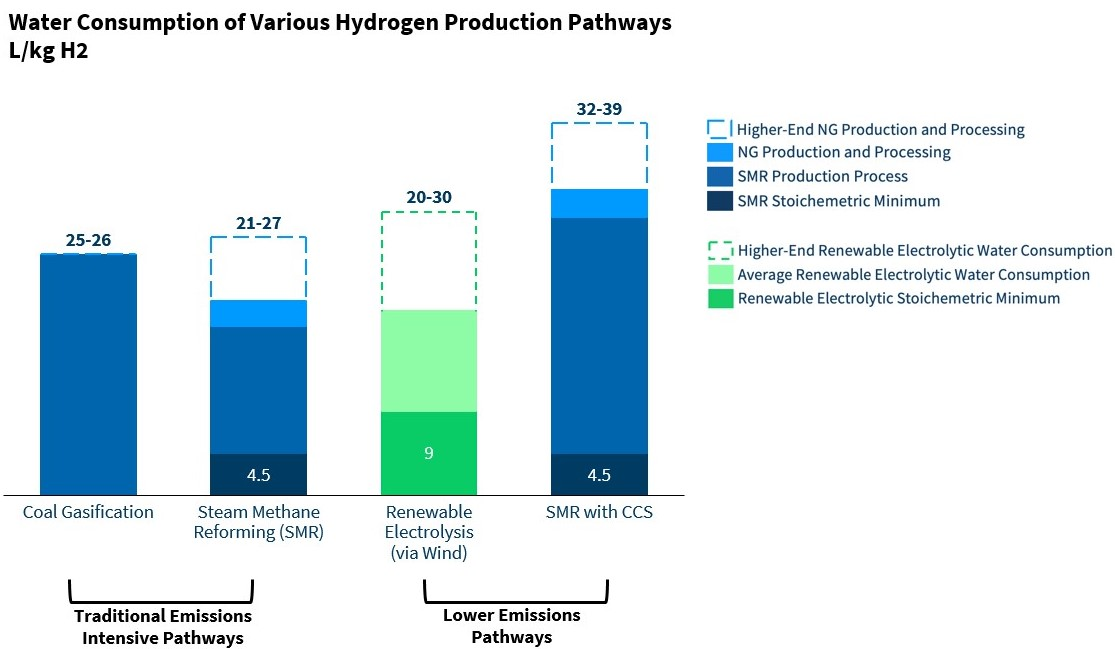 Water Consumption of Various Hydrogen Production Pathways
L/kg H2
32-39
20-30
21-27
25-26
4.5
9
4.5
Coal Gasification
Steam Methane
Reforming (SMR)
Renewable
Electrolysis
(via Wind)
SMR with CCS
Traditional Emissions
Intensive Pathways
Lower Emissions
Pathways
Higher-End NG Production and Processing
NG Production and Processing
SMR Production Process
SMR Stoichemetric Minimum
Higher-End Renewable Electrolytic Water Consumption
Average Renewable Electrolytic Water Consumption
Renewable Electrolytic Stoichemetric Minimum